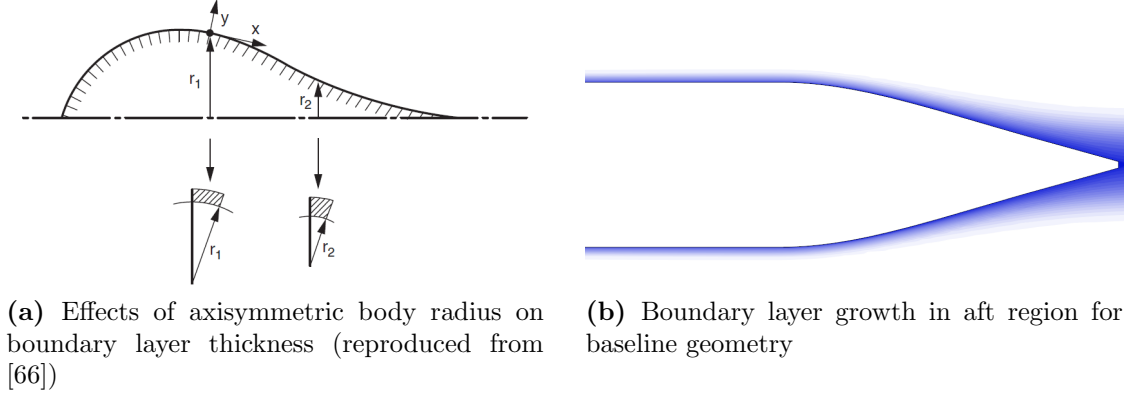 y
x
r1
r2
r1
r2
(a) Effects of axisymmetric body radius on
boundary layer thickness (reproduced from
[66])
(b) Boundary layer growth in aft region for
baseline geometry